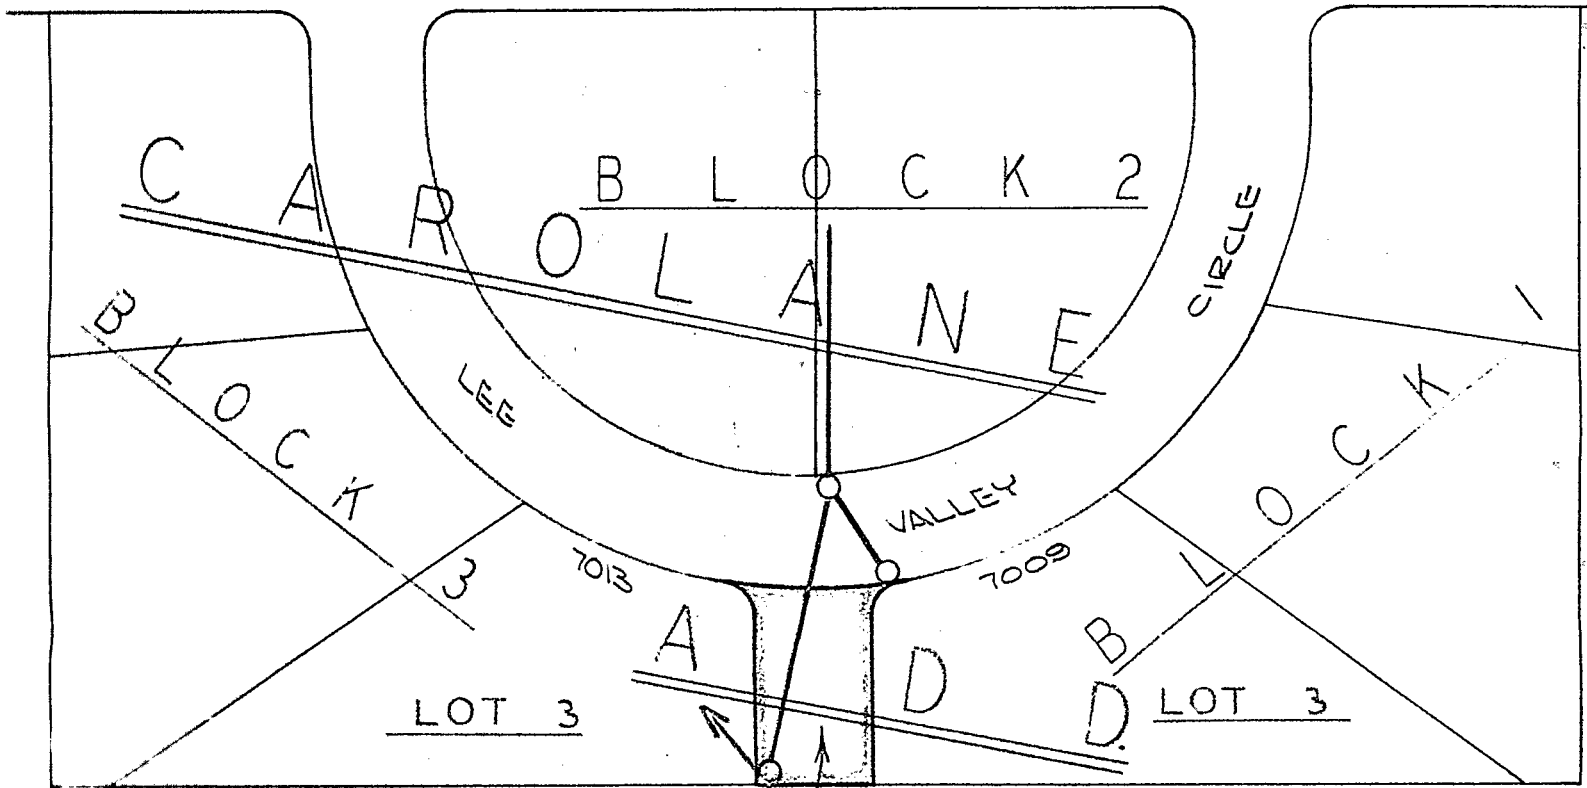 BLOCK 2
CAROLANE
CIRCLE
BLOCK 3
LEE
VALLEY
BLOCK 1
7013
7009
ADD.
LOT 3
LOT 3